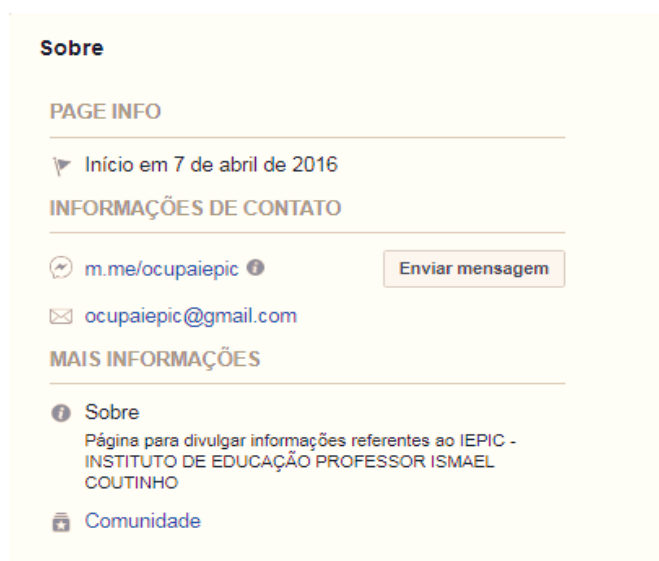 Sobre
PAGE INFO
Início em 7 de abril de 2016
INFORMAÇÕES DE CONTATO
m.me/ocupaiepic
Enviar mensagem
ocupaiepic@gmail.com
MAIS INFORMAÇÕES
Sobre
Página para divulgar informações referentes ao IEPIC -
INSTITUTO DE EDUCAÇÃO PROFESSOR ISMAEL
COUTINHO
Comunidade